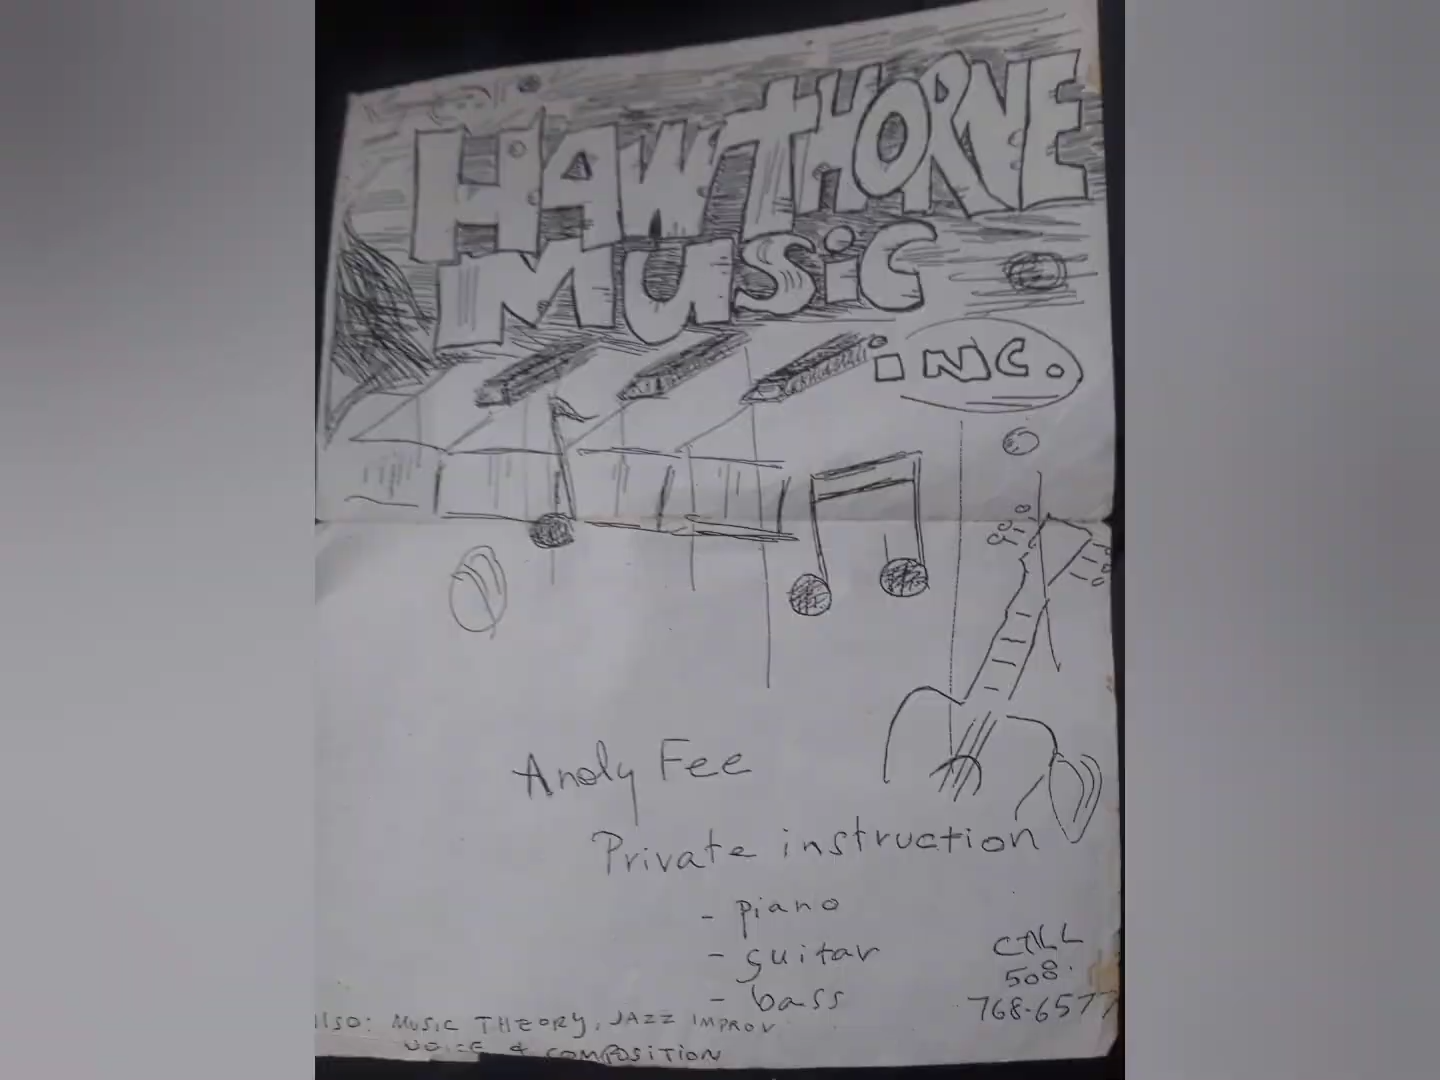 HAWTHORNE
MUSIC
iNC.
Andy Fee
Private instruction
- piano
- guitar
- bass
CALL
508.
768-6577
Also: MUSIC THEORY, JAZZ IMPROV
VOICE & COMPOSITION